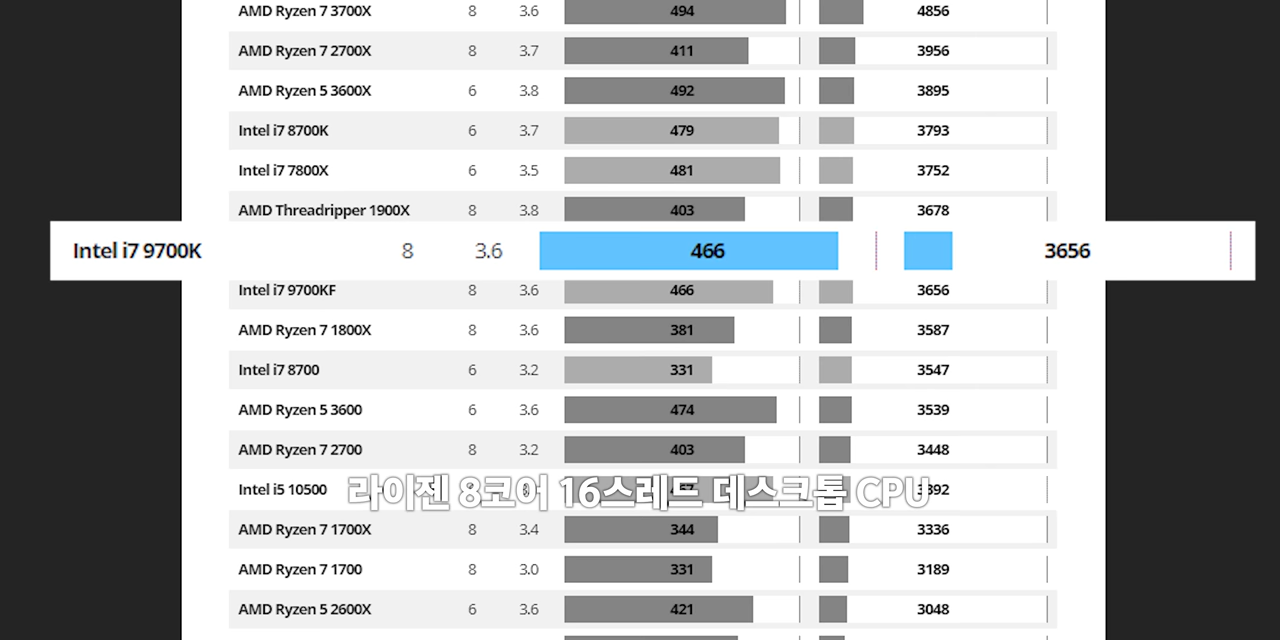 AMD Ryzen 7 3700X 8 3.6 494 4856
AMD Ryzen 7 2700X 8 3.7 411 3956
AMD Ryzen 5 3600X 6 3.8 492 3895
Intel i7 8700K 6 3.7 479 3793
Intel i7 7800X 6 3.5 481 3752
AMD Threadripper 1900X 8 3.8 403 3678
Intel i7 9700K 8 3.6 466 3656
Intel i7 9700KF 8 3.6 466 3656
AMD Ryzen 7 1800X 8 3.6 381 3587
Intel i7 8700 6 3.2 331 3547
AMD Ryzen 5 3600 6 3.6 474 3539
AMD Ryzen 7 2700 8 3.2 403 3448
Intel i5 10500 3392
라이젠 8코어 16스레드 데스크톱 CPU
AMD Ryzen 7 1700X 8 3.4 344 3336
AMD Ryzen 7 1700 8 3.0 331 3189
AMD Ryzen 5 2600X 6 3.6 421 3048